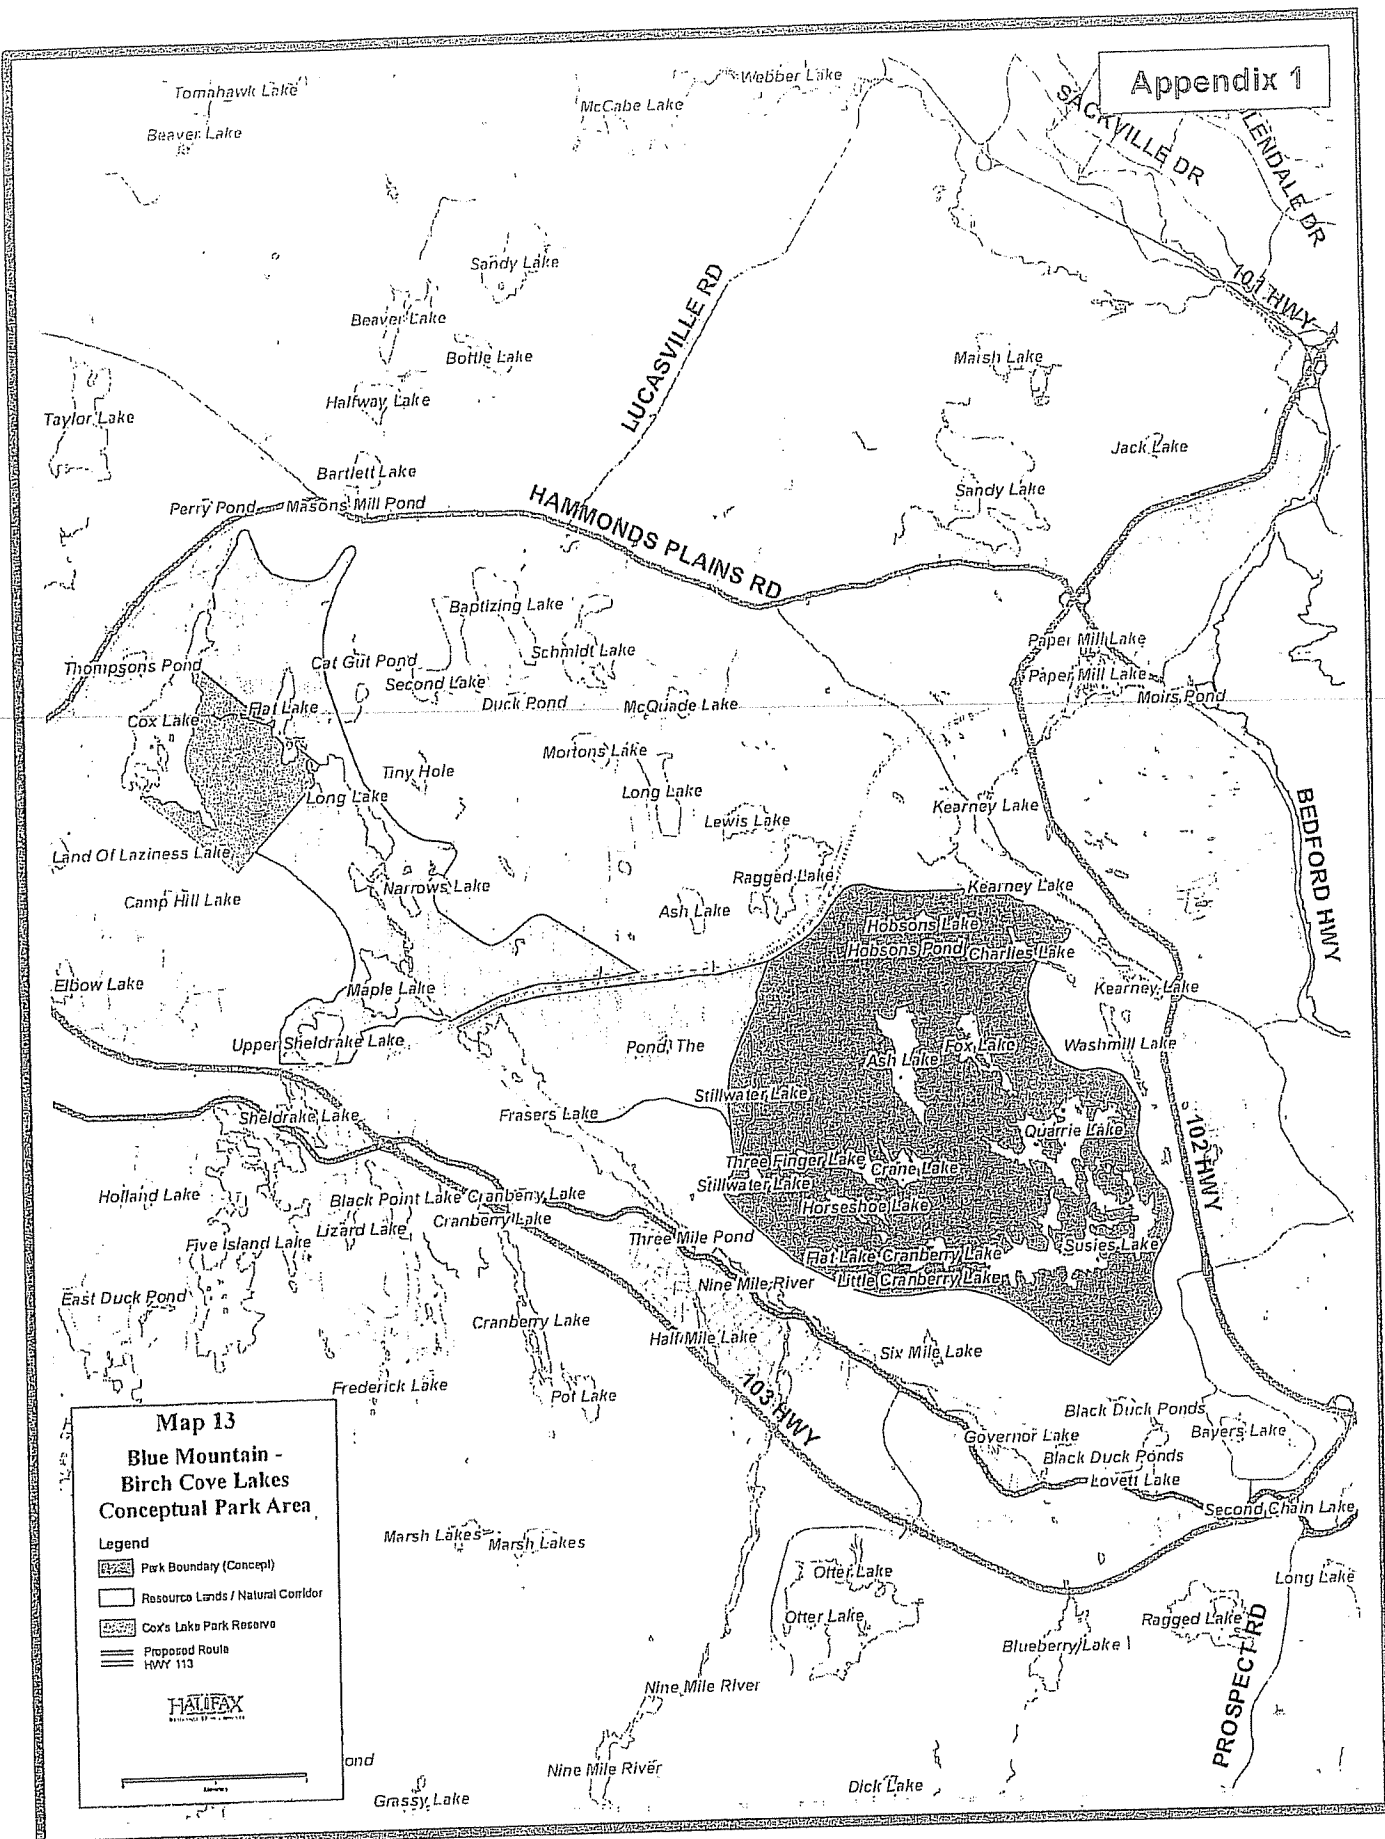 Appendix 1
Tomahawk Lake
Webber Lake
McCabe Lake
Beaver Lake
SACKVILLE DR
LENDALE DR
Sandy Lake
101 HWY
LUCASVILLE RD
Beaver Lake
Bottle Lake
Marsh Lake
Halfway Lake
Taylor Lake
Jack Lake
Bartlett Lake
Sandy Lake
Perry Pond
Masons Mill Pond
HAMMONDS PLAINS RD
Baptizing Lake
Schmidt Lake
Paper Mill Lake
Thompsons Pond
Cat Gut Pond
Second Lake
Paper Mill Lake
Moirs Pond
Duck Pond
McQuade Lake
Flat Lake
Cox Lake
Mortons Lake
Tiny Hole
Long Lake
Long Lake
Kearney Lake
Lewis Lake
BEDFORD HWY
Land Of Laziness Lake
Ragged Lake
Narrows Lake
Kearney Lake
Camp Hill Lake
Ash Lake
Hobsons Lake
Hobsons Pond
Charlies Lake
Elbow Lake
Maple Lake
Kearney Lake
Upper Sheldrake Lake
Pond, The
Ash Lake
Fox Lake
Washmill Lake
Stillwater Lake
Sheldrake Lake
Frasers Lake
Quarrie Lake
102 HWY
Three Finger Lake
Crane Lake
Stillwater Lake
Holland Lake
Black Point Lake
Cranberry Lake
Horseshoe Lake
Cranberry Lake
Lizard Lake
Five Island Lake
Three Mile Pond
Susies Lake
Flat Lake
Cranberry Lake
Nine Mile River
Little Cranberry Lake
East Duck Pond
Cranberry Lake
Half Mile Lake
Six Mile Lake
Frederick Lake
Pot Lake
103 HWY
Black Duck Ponds
Bayers Lake
Governor Lake
Black Duck Ponds
Lovett Lake
Second Chain Lake
Map 13
Blue Mountain -
Birch Cove Lakes
Conceptual Park Area
Legend
Park Boundary (Concept)
Resource Lands / Natural Corridor
Cox's Lake Park Reserve
Proposed Route
HWY 113
HALIFAX
Marsh Lakes
Marsh Lakes
Otter Lake
Long Lake
Otter Lake
Ragged Lake
Blueberry Lake
PROSPECT RD
Nine Mile River
ond
Nine Mile River
Dick Lake
Grassy Lake